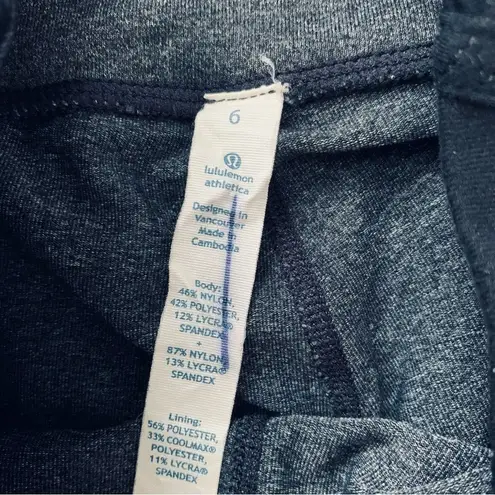 6
lululemon
athletica
Designed in
Vancouver
Made in
Cambodia
Body:
46% NYLON,
42% POLYESTER,
12% LYCRA®
SPANDEX
+
87% NYLON
13% LYCRA®
SPANDEX
Lining:
56% POLYESTER,
33% COOLMAX®
POLYESTER,
11% LYCRA®
SPANDEX